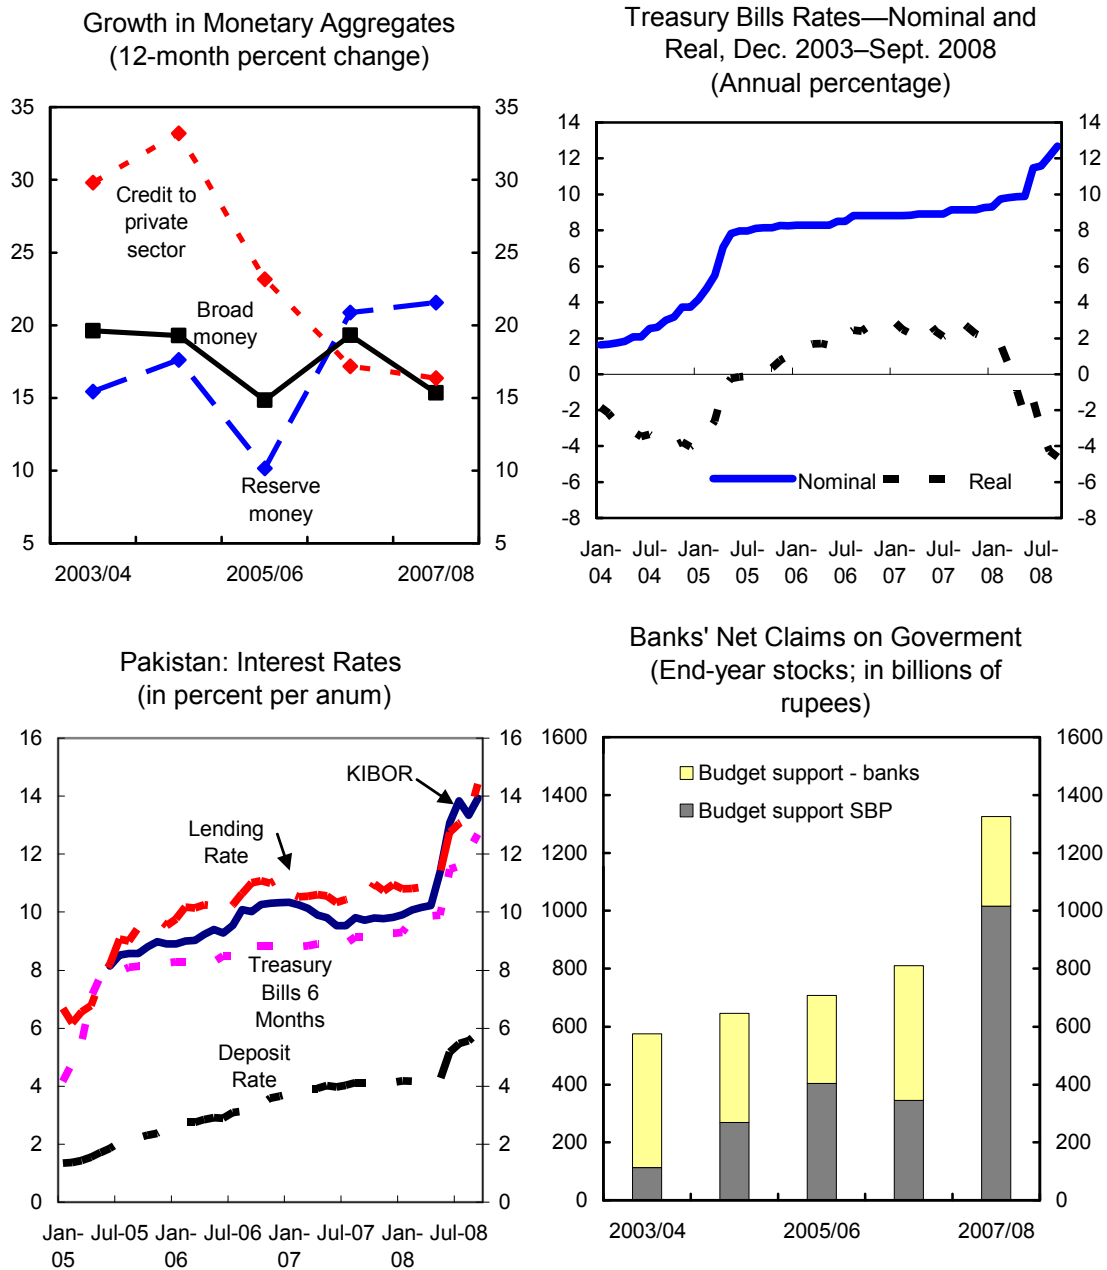 Growth in Monetary Aggregates
(12-month percent change)
35
30
25
20
15
10
5
35
30
25
20
15
10
5
Credit to
private
sector
Broad
money
Reserve
money
2003/04
2005/06
2007/08
Treasury Bills Rates—Nominal and
Real, Dec. 2003–Sept. 2008
(Annual percentage)
14
12
10
8
6
4
2
0
-2
-4
-6
-8
14
12
10
8
6
4
2
0
-2
-4
-6
-8
Nominal
Real
Jan- Jul- Jan- Jul- Jan- Jul- Jan- Jul- Jan- Jul-
04 04 05 05 06 06 07 07 08 08
Pakistan: Interest Rates
(in percent per anum)
16
14
12
10
8
6
4
2
0
16
14
12
10
8
6
4
2
0
KIBOR
Lending
Rate
Treasury
Bills 6
Months
Deposit
Rate
Jan- Jul-05 Jan- Jul-06 Jan- Jul-07 Jan- Jul-08
05 06 07 08
Banks' Net Claims on Goverment
(End-year stocks; in billions of
rupees)
1600
1400
1200
1000
800
600
400
200
0
1600
1400
1200
1000
800
600
400
200
0
Budget support - banks
Budget support SBP
2003/04
2005/06
2007/08